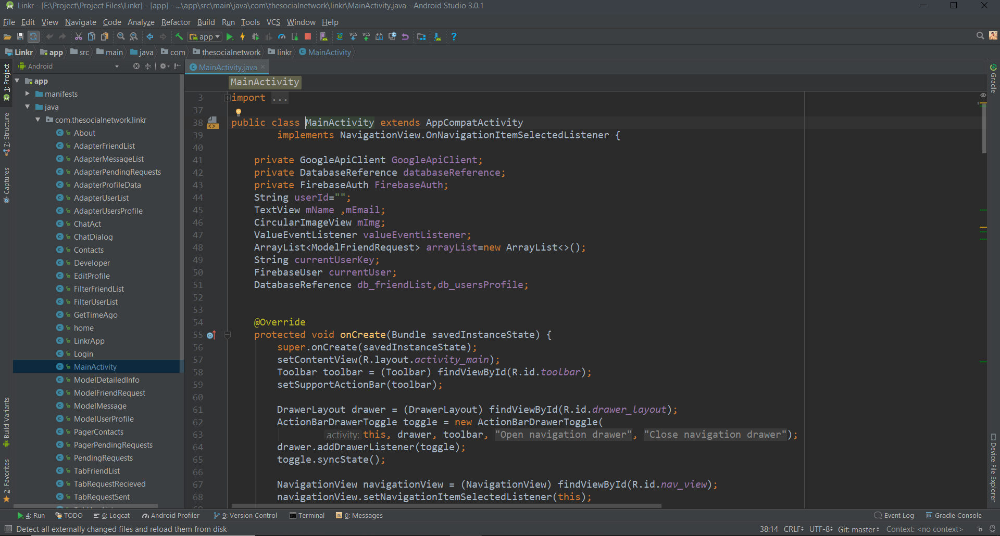 Linkr - [E:\Project\Project Files\Linkr] - [app] - ...\app\src\main\java\com\thesocialnetwork\linkr\MainActivity.java - Android Studio 3.0.1
File Edit View Navigate Code Analyze Refactor Build Run Tools VCS Window Help
app VCS VCS ?
Linkr app src main java com thesocialnetwork linkr MainActivity
Android
MainActivity.java
1: Project
7: Structure
Captures
Build Variants
2: Favorites
app
manifests
java
com.thesocialnetwork.linkr
About
AdapterFriendList
AdapterMessageList
AdapterPendingRequests
AdapterProfileData
AdapterUserList
AdapterUsersProfile
ChatAct
ChatDialog
Contacts
Developer
EditProfile
FilterFriendList
FilterUserList
GetTimeAgo
home
LinkrApp
Login
MainActivity
ModelDetailedInfo
ModelFriendRequest
ModelMessage
ModelUserProfile
PagerContacts
PagerPendingRequests
PendingRequests
TabFriendList
TabRequestRecieved
TabRequestSent
MainActivity
3 import ...
37
38 public class MainActivity extends AppCompatActivity
39 implements NavigationView.OnNavigationItemSelectedListener {
40
41 private GoogleApiClient GoogleApiClient;
42 private DatabaseReference databaseReference;
43 private FirebaseAuth FirebaseAuth;
44 String userId="";
45 TextView mName ,mEmail;
46 CircularImageView mImg;
47 ValueEventListener valueEventListener;
48 ArrayList<ModelFriendRequest> arrayList=new ArrayList<>();
49 String currentUserKey;
50 FirebaseUser currentUser;
51 DatabaseReference db_friendList,db_usersProfile;
52
53
54 @Override
55 protected void onCreate(Bundle savedInstanceState) {
56 super.onCreate(savedInstanceState);
57 setContentView(R.layout.activity_main);
58 Toolbar toolbar = (Toolbar) findViewById(R.id.toolbar);
59 setSupportActionBar(toolbar);
60
61 DrawerLayout drawer = (DrawerLayout) findViewById(R.id.drawer_layout);
62 ActionBarDrawerToggle toggle = new ActionBarDrawerToggle(
63 activity: this, drawer, toolbar, "Open navigation drawer", "Close navigation drawer");
64 drawer.addDrawerListener(toggle);
65 toggle.syncState();
66
67 NavigationView navigationView = (NavigationView) findViewById(R.id.nav_view);
68 navigationView.setNavigationItemSelectedListener(this);
Gradle
Device File Explorer
4: Run TODO 6: Logcat Android Profiler 9: Version Control Terminal 0: Messages Event Log Gradle Console
Detect all externally changed files and reload them from disk 38:14 CRLF UTF-8 Git: master Context: <no context>